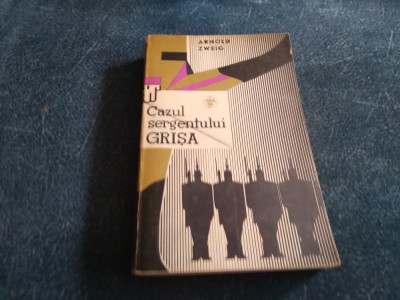 ARNOLD
ZWEIG
Cazul
sergentului
GRIȘA